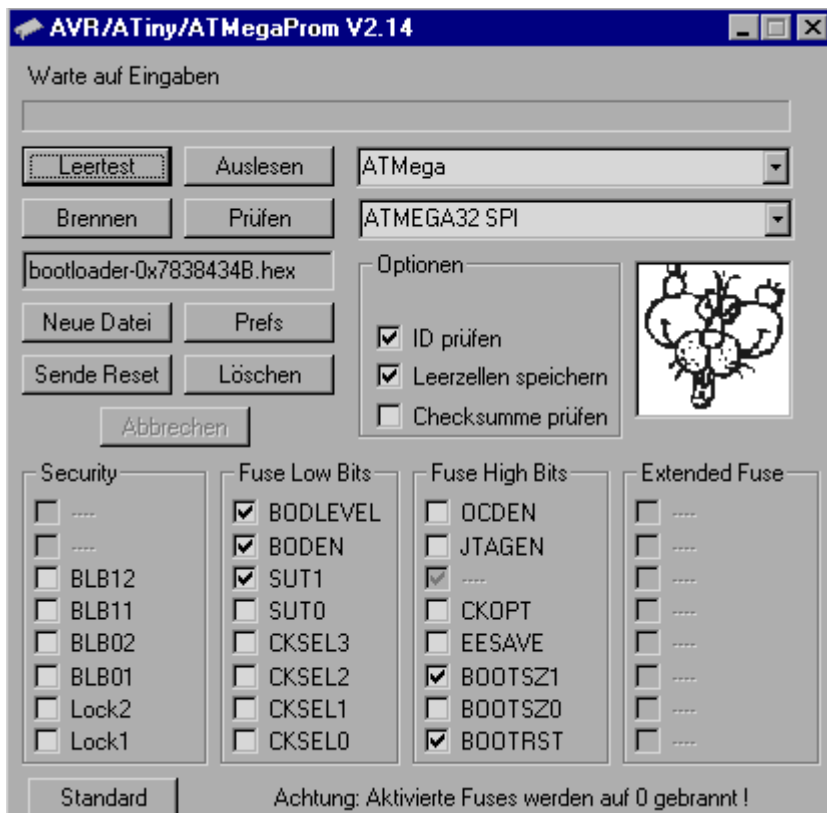 AVR/ATiny/ATMegaProm V2.14
Warte auf Eingaben
Leertest
Auslesen
ATMega
Brennen
Prüfen
ATMEGA32 SPI
bootloader-0x7838434B.hex
Optionen
Neue Datei
Prefs
ID prüfen
Sende Reset
Löschen
Leerzellen speichern
Abbrechen
Checksumme prüfen
Security
----
----
BLB12
BLB11
BLB02
BLB01
Lock2
Lock1
Fuse Low Bits
BODLEVEL
BODEN
SUT1
SUT0
CKSEL3
CKSEL2
CKSEL1
CKSEL0
Fuse High Bits
OCDEN
JTAGEN
----
CKOPT
EESAVE
BOOTSZ1
BOOTSZ0
BOOTRST
Extended Fuse
----
----
----
----
----
----
----
----
Standard
Achtung: Aktivierte Fuses werden auf 0 gebrannt !